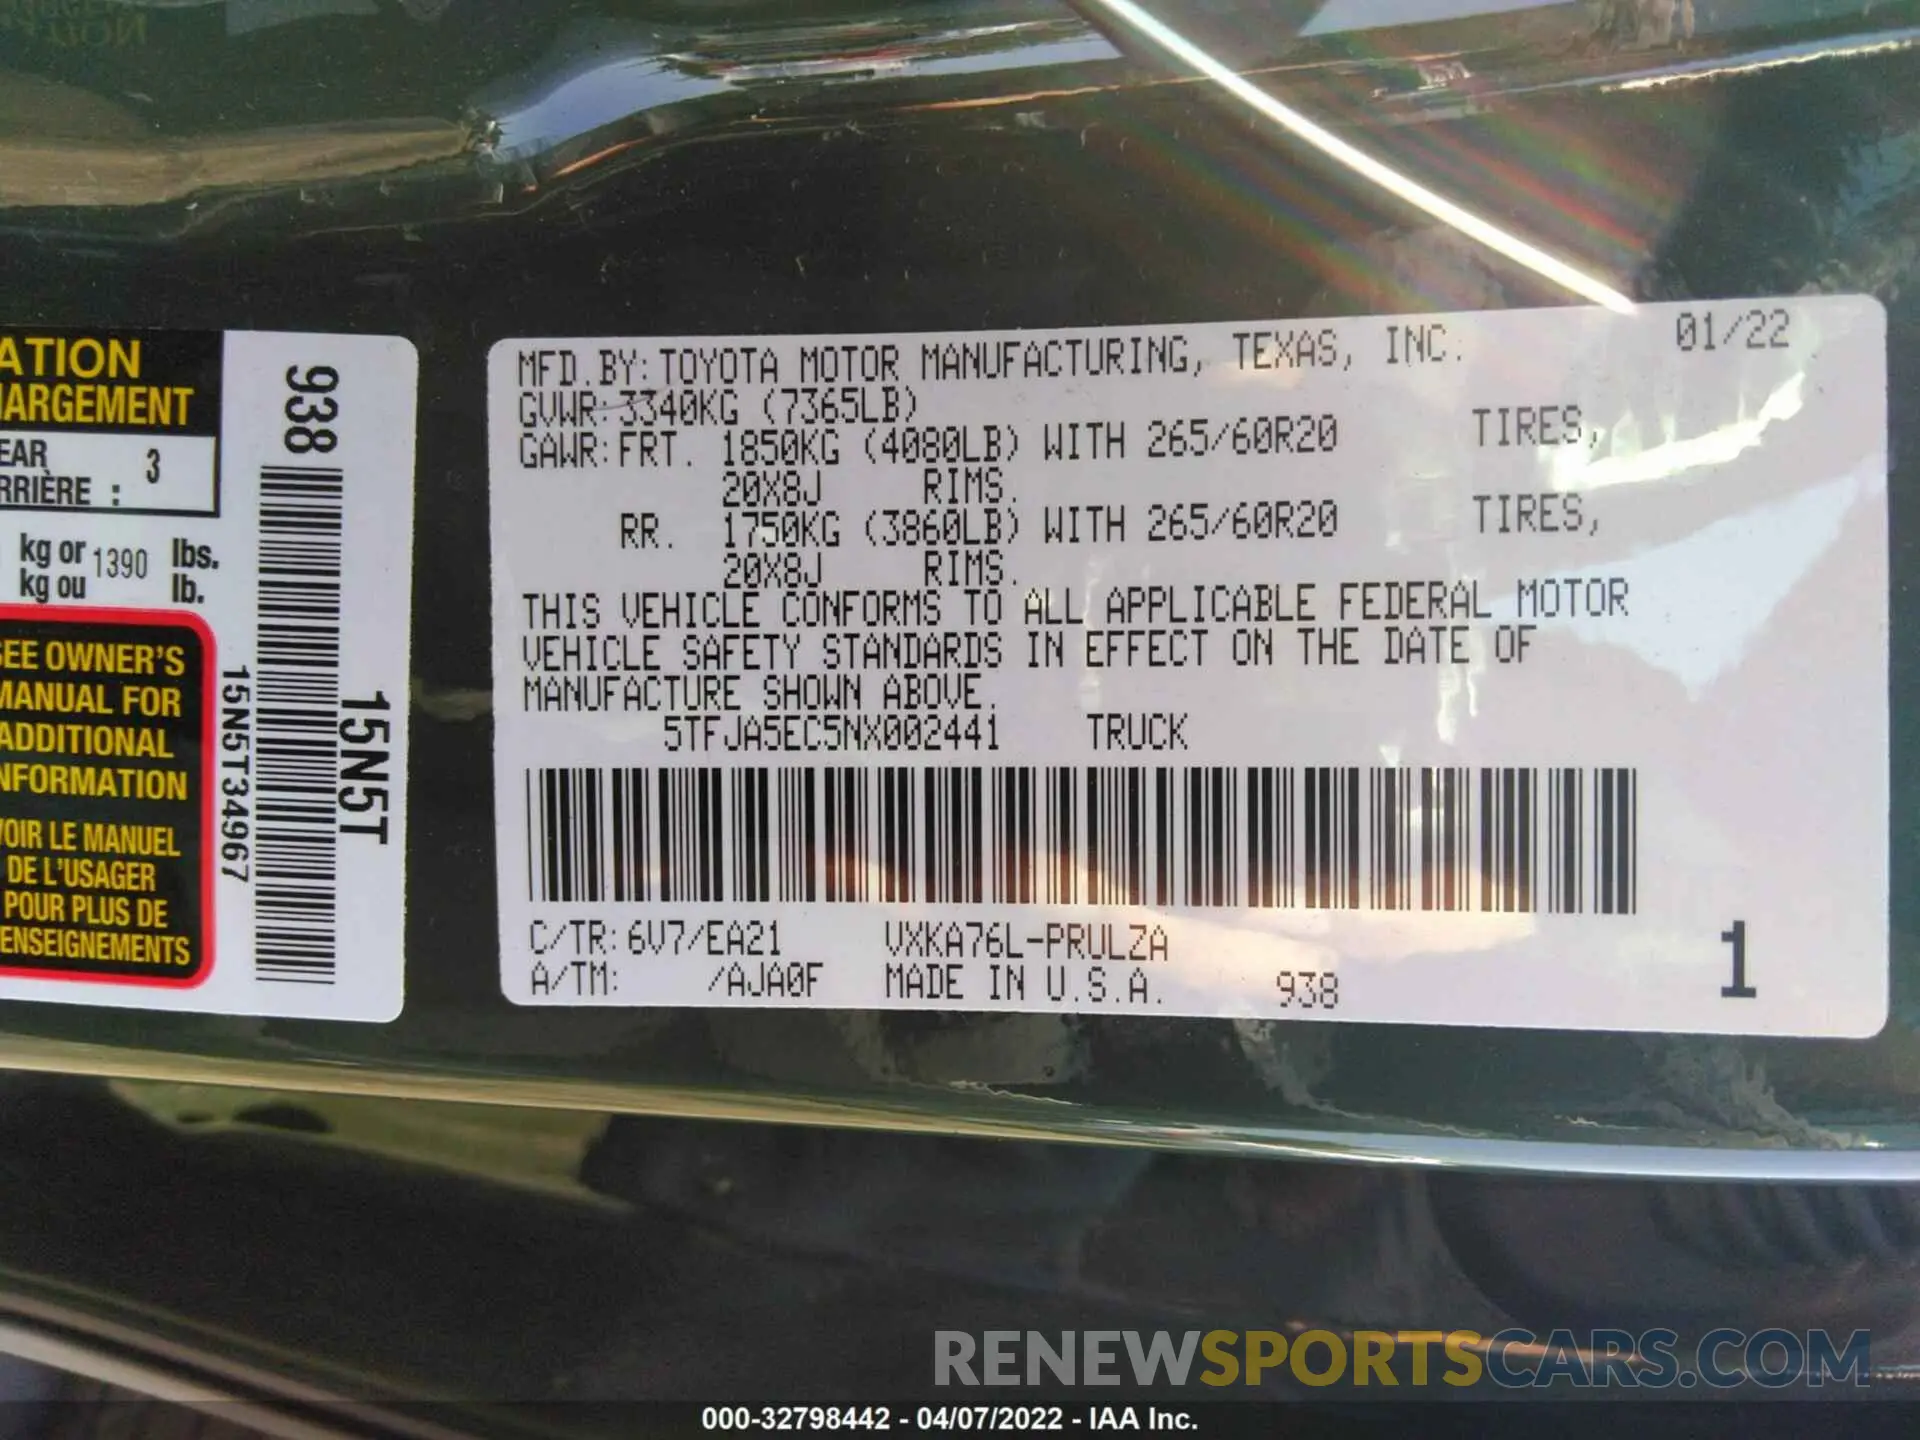 ATION
HARGEMENT
EAR
RRIÈRE : 3
kg or 1390 lbs.
kg ou lb.
SEE OWNER'S
MANUAL FOR
ADDITIONAL
INFORMATION
VOIR LE MANUEL
DE L'USAGER
POUR PLUS DE
ENSEIGNEMENTS
938
15N5T34967
15N5T
MFD.BY: TOYOTA MOTOR MANUFACTURING, TEXAS, INC. 01/22
GVWR: 3340KG (7365LB)
GAWR: FRT. 1850KG (4080LB) WITH 265/60R20 TIRES,
20X8J RIMS.
RR. 1750KG (3860LB) WITH 265/60R20 TIRES,
20X8J RIMS.
THIS VEHICLE CONFORMS TO ALL APPLICABLE FEDERAL MOTOR
VEHICLE SAFETY STANDARDS IN EFFECT ON THE DATE OF
MANUFACTURE SHOWN ABOVE.
5TFJA5EC5NX002441 TRUCK
C/TR: 6V7/EA21 VXKA76L-PRULZA
A/TM: /AJA0F MADE IN U.S.A. 938
1
RENEWSPORTSCARS.COM
000-32798442 - 04/07/2022 - IAA Inc.